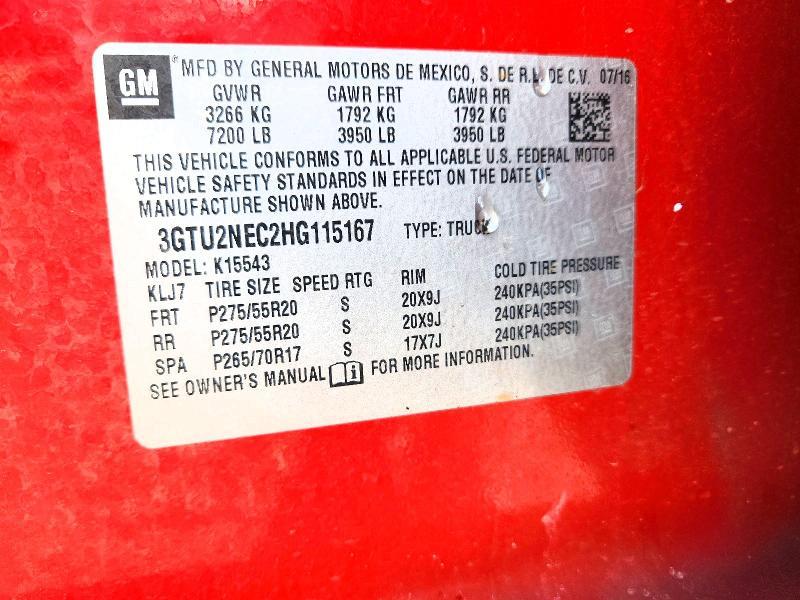 GM MFD BY GENERAL MOTORS DE MEXICO, S. DE R.L. DE C.V. 07/16
GVWR GAWR FRT GAWR RR
3266 KG 1792 KG 1792 KG
7200 LB 3950 LB 3950 LB
THIS VEHICLE CONFORMS TO ALL APPLICABLE U.S. FEDERAL MOTOR
VEHICLE SAFETY STANDARDS IN EFFECT ON THE DATE OF
MANUFACTURE SHOWN ABOVE.
3GTU2NEC2HG115167 TYPE: TRUCK
MODEL: K15543
KLJ7 TIRE SIZE SPEED RTG RIM COLD TIRE PRESSURE
FRT P275/55R20 S 20X9J 240KPA(35PSI)
RR P275/55R20 S 20X9J 240KPA(35PSI)
SPA P265/70R17 S 17X7J 240KPA(35PSI)
SEE OWNER'S MANUAL FOR MORE INFORMATION.